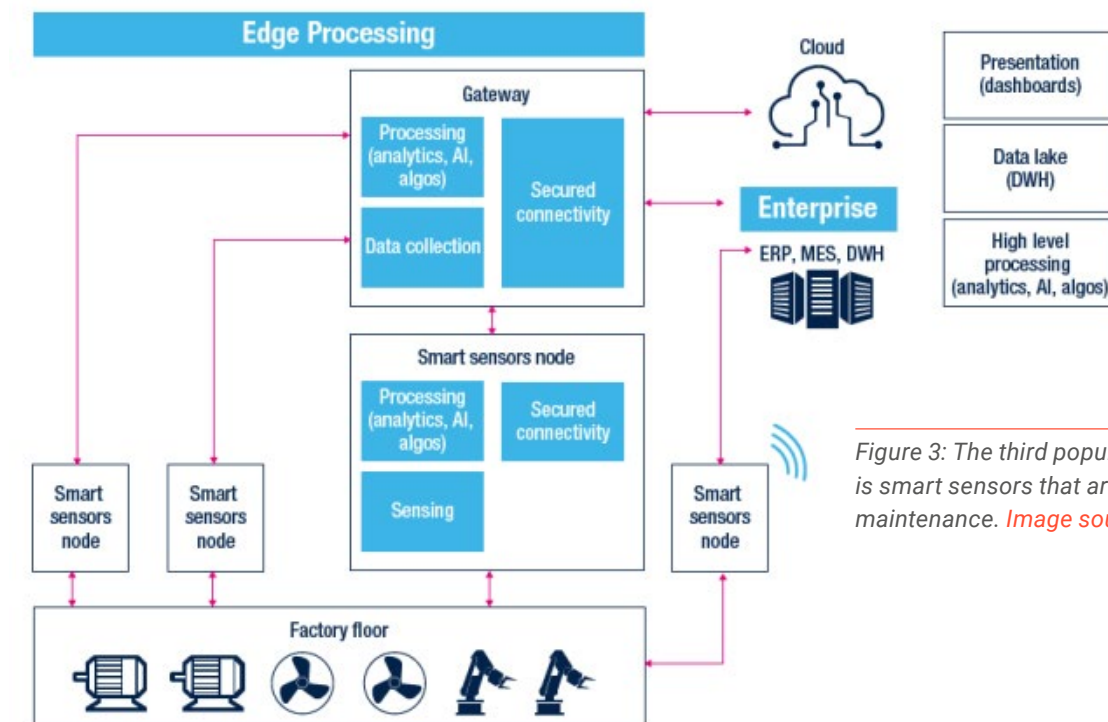 Edge Processing
Gateway
Processing
(analytics, AI,
algos)
Data collection
Secured
connectivity
Cloud
Enterprise
ERP, MES, DWH
Presentation
(dashboards)
Data lake
(DWH)
High level
processing
(analytics, AI, algos)
Smart sensors node
Processing
(analytics, AI,
algos)
Secured
connectivity
Sensing
Smart
sensors
node
Smart
sensors
node
Smart
sensors
node
Factory floor
Figure 3: The third popu
is smart sensors that ar
maintenance. Image sou